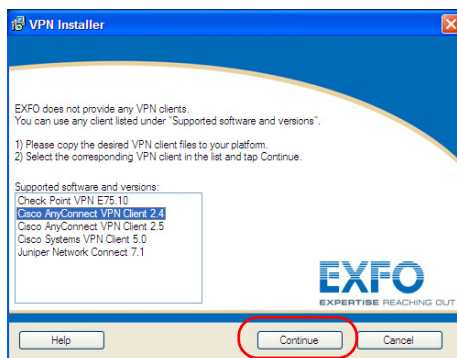 VPN Installer
EXFO does not provide any VPN clients.
You can use any client listed under "Supported software and versions".
1) Please copy the desired VPN client files to your platform.
2) Select the corresponding VPN client in the list and tap Continue.
Supported software and versions:
Check Point VPN E75.10
Cisco AnyConnect VPN Client 2.4
Cisco AnyConnect VPN Client 2.5
Cisco Systems VPN Client 5.0
Juniper Network Connect 7.1
EXFO
EXPERTISE REACHING OUT
Help
Continue
Cancel